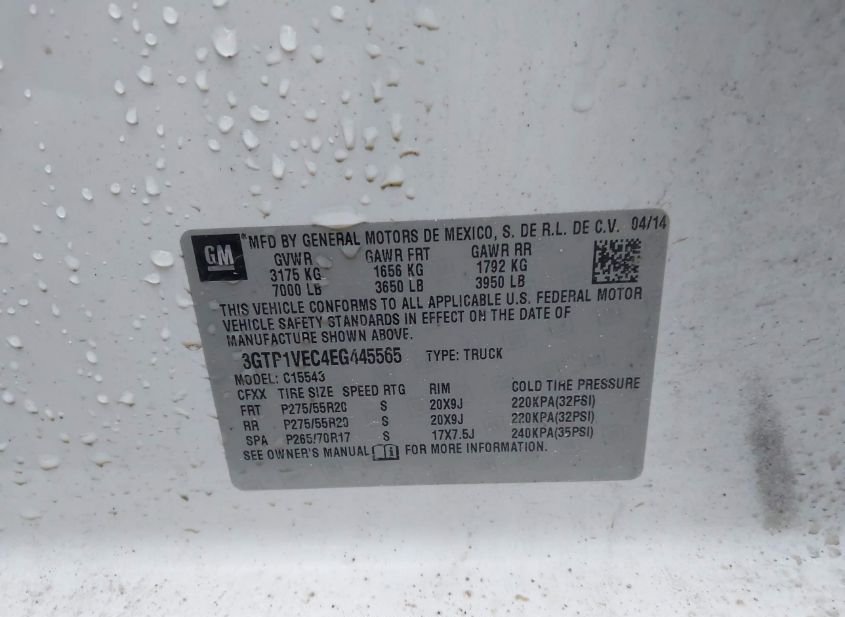 GM
MFD BY GENERAL MOTORS DE MEXICO, S. DE R.L. DE C.V. 04/14
GVWR GAWR FRT GAWR RR
3175 KG 1656 KG 1792 KG
7000 LB 3650 LB 3950 LB
THIS VEHICLE CONFORMS TO ALL APPLICABLE U.S. FEDERAL MOTOR
VEHICLE SAFETY STANDARDS IN EFFECT ON THE DATE OF
MANUFACTURE SHOWN ABOVE.
3GTP1VEC4EG445565 TYPE: TRUCK
MODEL: C15543
CFXX TIRE SIZE SPEED RTG RIM COLD TIRE PRESSURE
FRT P275/55R20 S 20X9J 220KPA(32PSI)
RR P275/55R20 S 20X9J 220KPA(32PSI)
SPA P265/70R17 S 17X7.5J 240KPA(35PSI)
SEE OWNER'S MANUAL FOR MORE INFORMATION.